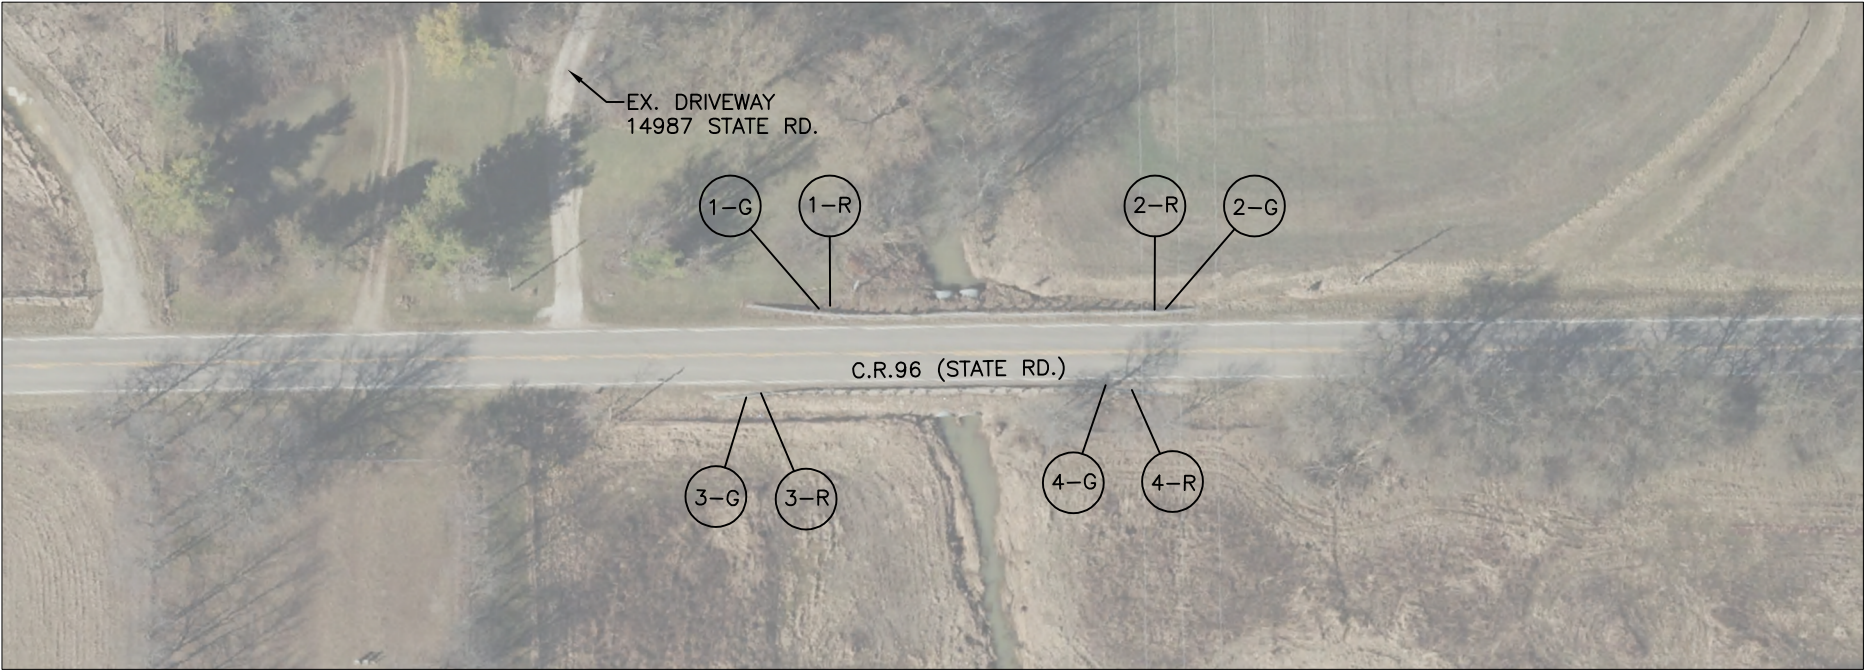 EX. DRIVEWAY
14987 STATE RD.
1-G
1-R
2-R
2-G
C.R.96 (STATE RD.)
3-G
3-R
4-G
4-R